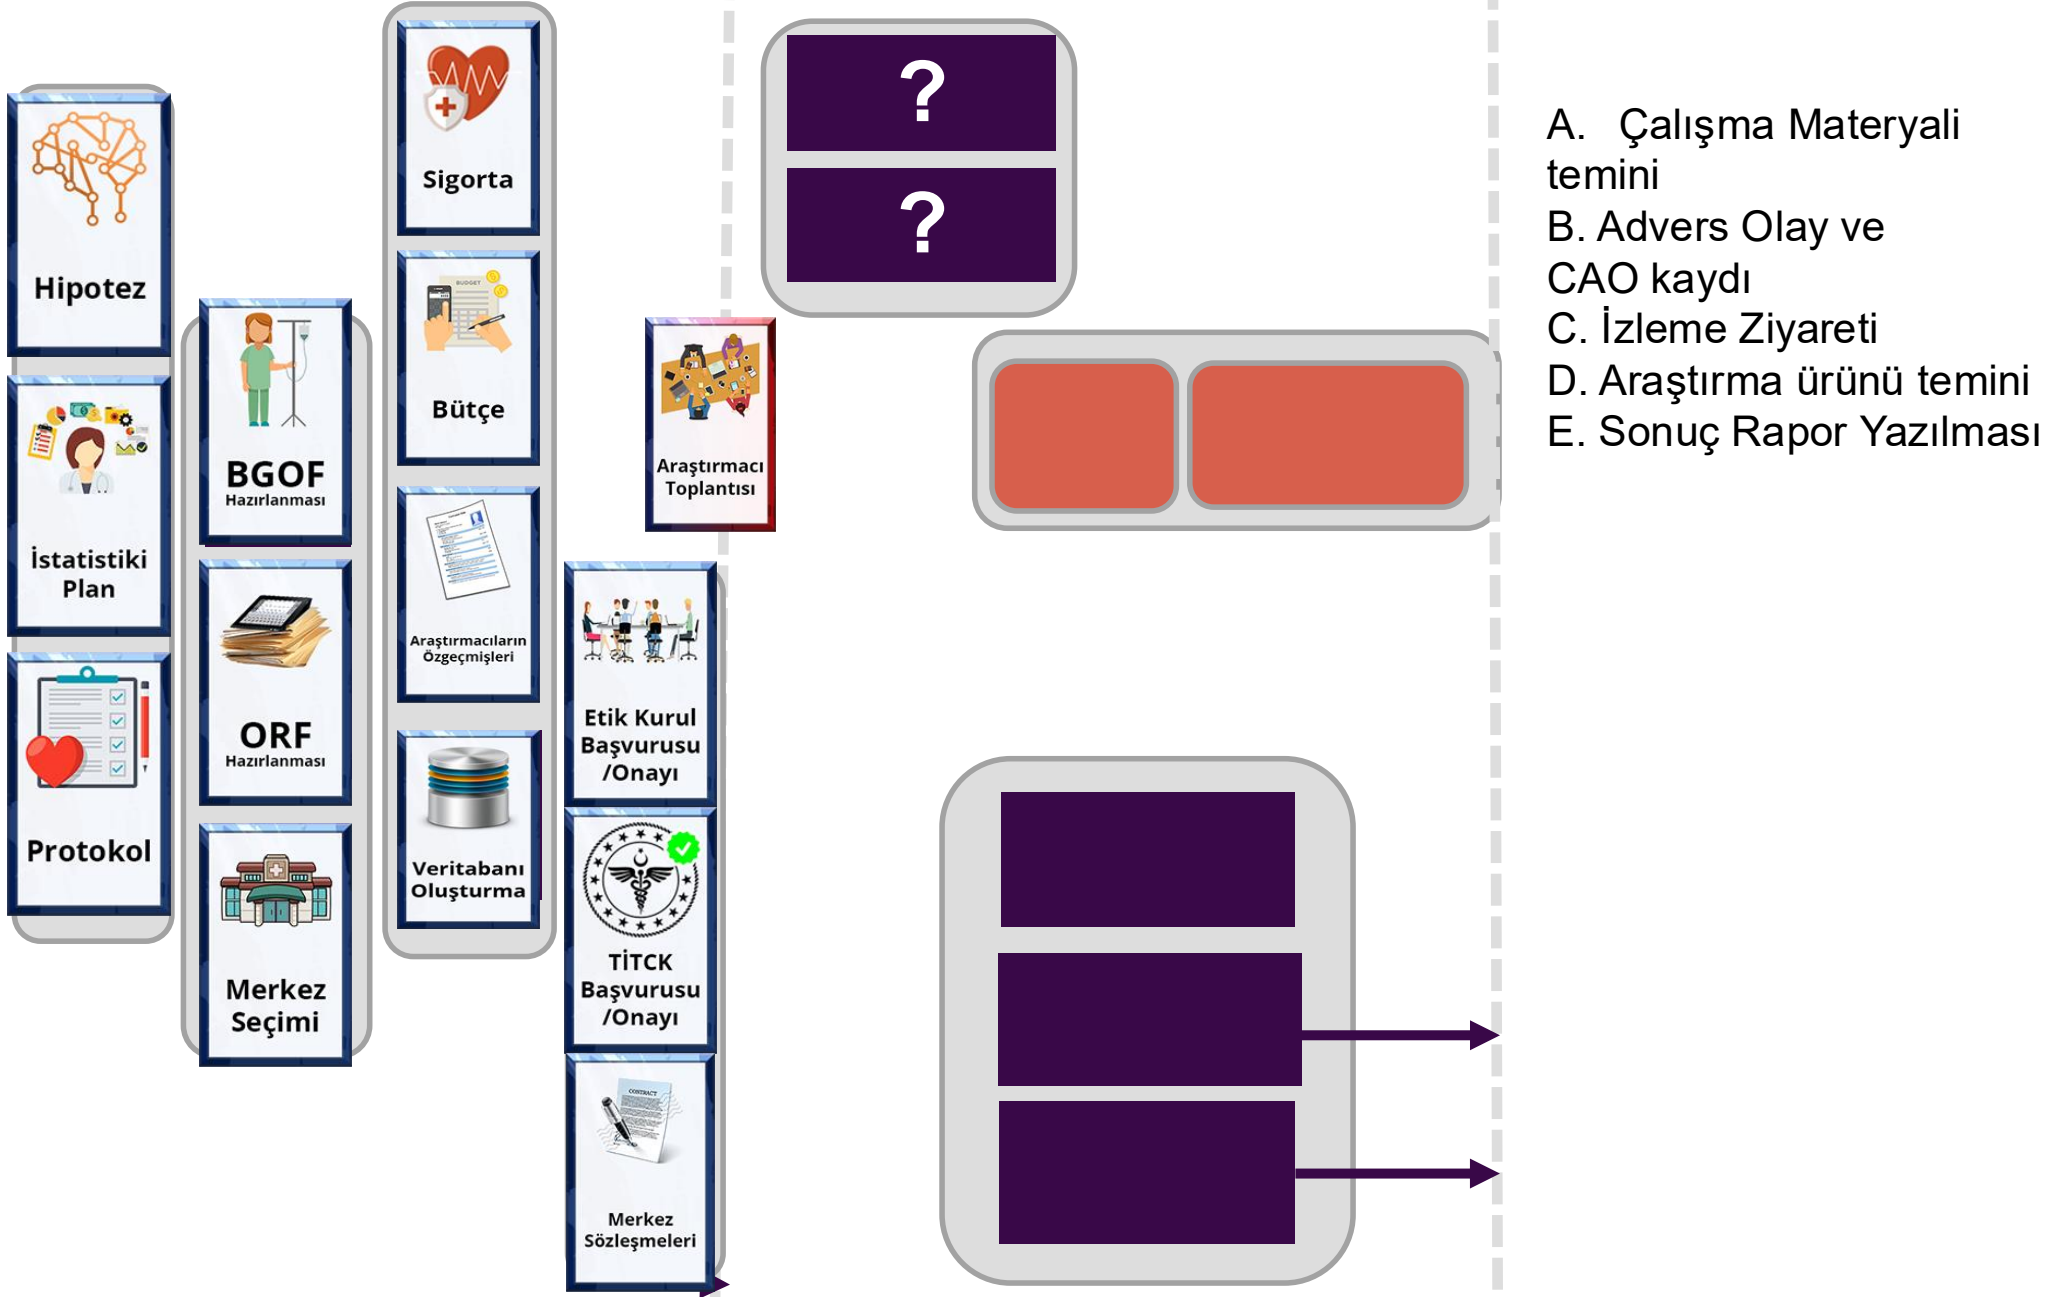 Hipotez
İstatistiki
Plan
Protokol
BGOF
Hazırlanması
ORF
Hazırlanması
Merkez
Seçimi
Sigorta
BUDGET
Bütçe
Araştırmacıların
Özgeçmişleri
Veritabanı
Oluşturma
Etik Kurul
Başvurusu
/Onayı
TİTCK
Başvurusu
/Onayı
CONTRACT
Merkez
Sözleşmeleri
Araştırmacı
Toplantısı
?
?
A. Çalışma Materyali
temini
B. Advers Olay ve
CAO kaydı
C. İzleme Ziyareti
D. Araştırma ürünü temini
E. Sonuç Rapor Yazılması